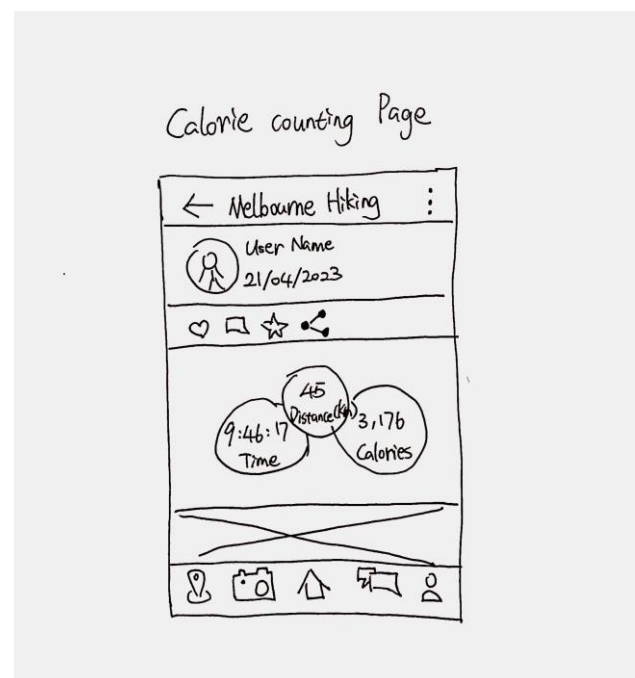 Calorie counting Page
Melbourne Hiking
User Name
21/04/2023
45
Distance(km)
9:46:17
Time
3,176
Calories